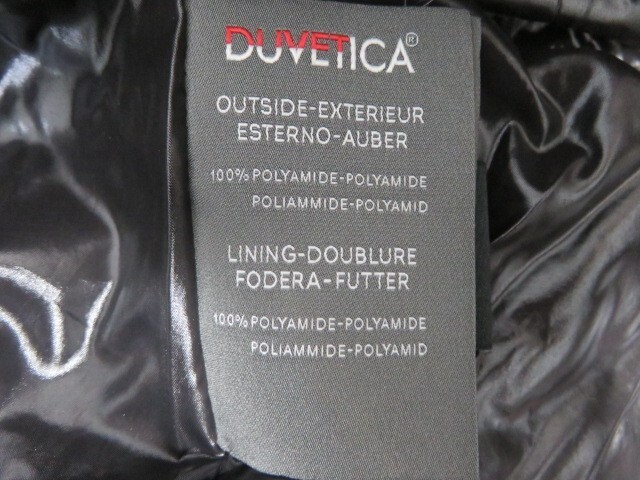 DUVETICA®
OUTSIDE-EXTERIEUR
ESTERNO-AUBER
100% POLYAMIDE-POLYAMIDE
POLIAMMIDE-POLYAMID
LINING-DOUBLURE
FODERA-FUTTER
100% POLYAMIDE-POLYAMIDE
POLIAMMIDE-POLYAMID